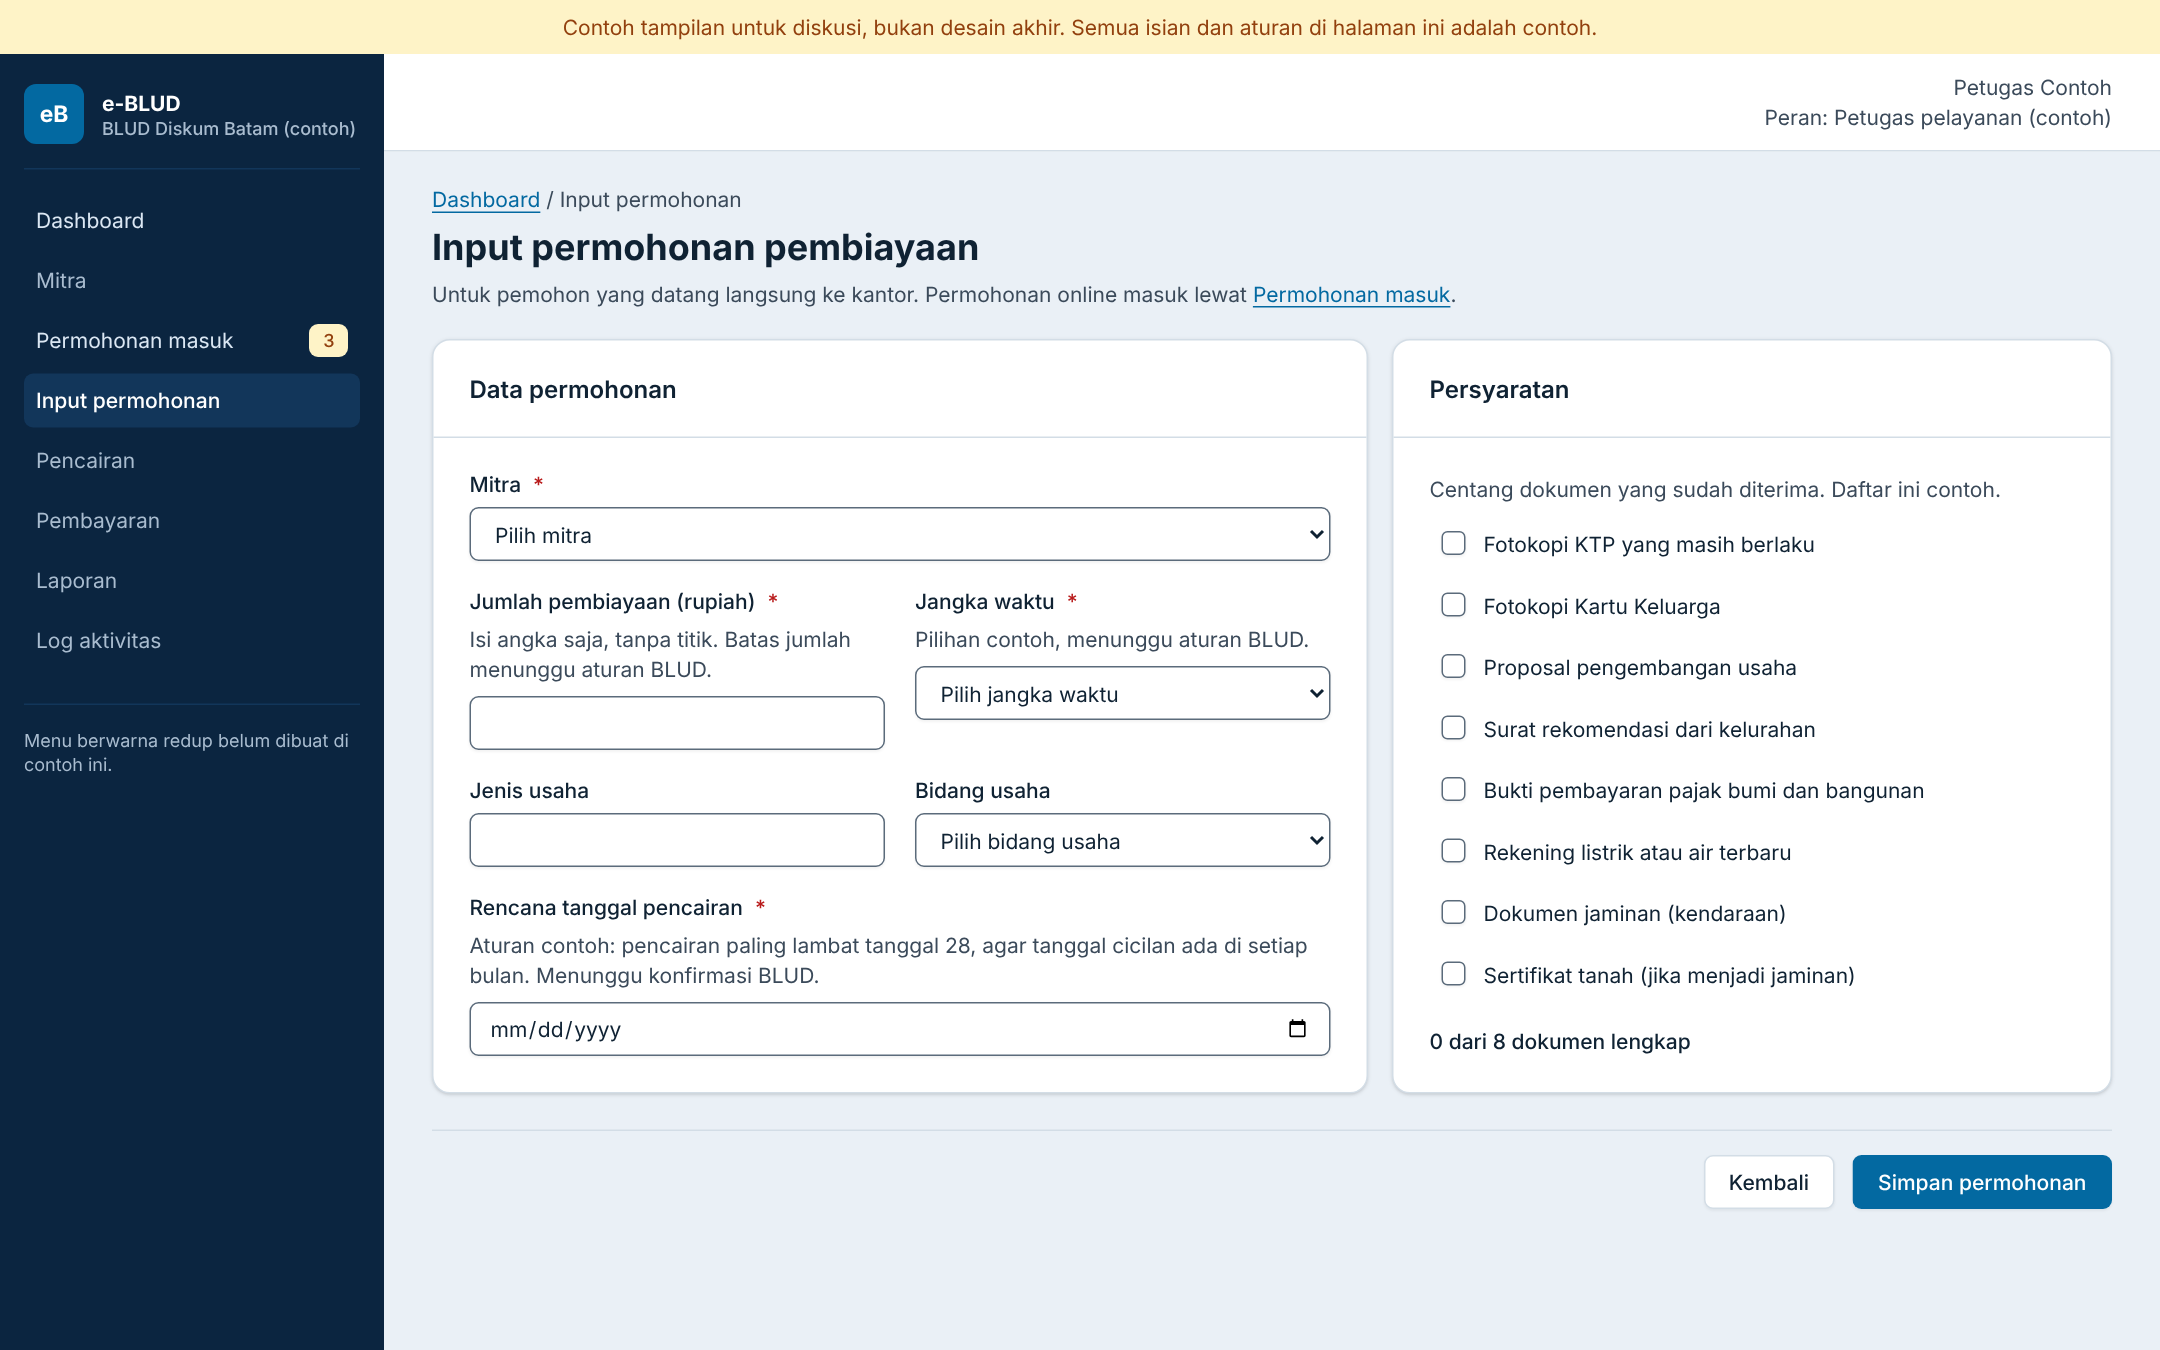 Contoh tampilan untuk diskusi, bukan desain akhir. Semua isian dan aturan di halaman ini adalah contoh.
eB
e-BLUD
BLUD Diskum Batam (contoh)
Dashboard
Mitra
Permohonan masuk
3
Input permohonan
Pencairan
Pembayaran
Laporan
Log aktivitas
Menu berwarna redup belum dibuat di
contoh ini.
Petugas Contoh
Peran: Petugas pelayanan (contoh)
Dashboard / Input permohonan
Input permohonan pembiayaan
Untuk pemohon yang datang langsung ke kantor. Permohonan online masuk lewat Permohonan masuk.
Data permohonan
Mitra *
Pilih mitra
Jumlah pembiayaan (rupiah) *
Isi angka saja, tanpa titik. Batas jumlah
menunggu aturan BLUD.
Jangka waktu *
Pilihan contoh, menunggu aturan BLUD.
Pilih jangka waktu
Jenis usaha
Bidang usaha
Pilih bidang usaha
Rencana tanggal pencairan *
Aturan contoh: pencairan paling lambat tanggal 28, agar tanggal cicilan ada di setiap
bulan. Menunggu konfirmasi BLUD.
mm/dd/yyyy
Persyaratan
Centang dokumen yang sudah diterima. Daftar ini contoh.
Fotokopi KTP yang masih berlaku
Fotokopi Kartu Keluarga
Proposal pengembangan usaha
Surat rekomendasi dari kelurahan
Bukti pembayaran pajak bumi dan bangunan
Rekening listrik atau air terbaru
Dokumen jaminan (kendaraan)
Sertifikat tanah (jika menjadi jaminan)
0 dari 8 dokumen lengkap
Kembali
Simpan permohonan